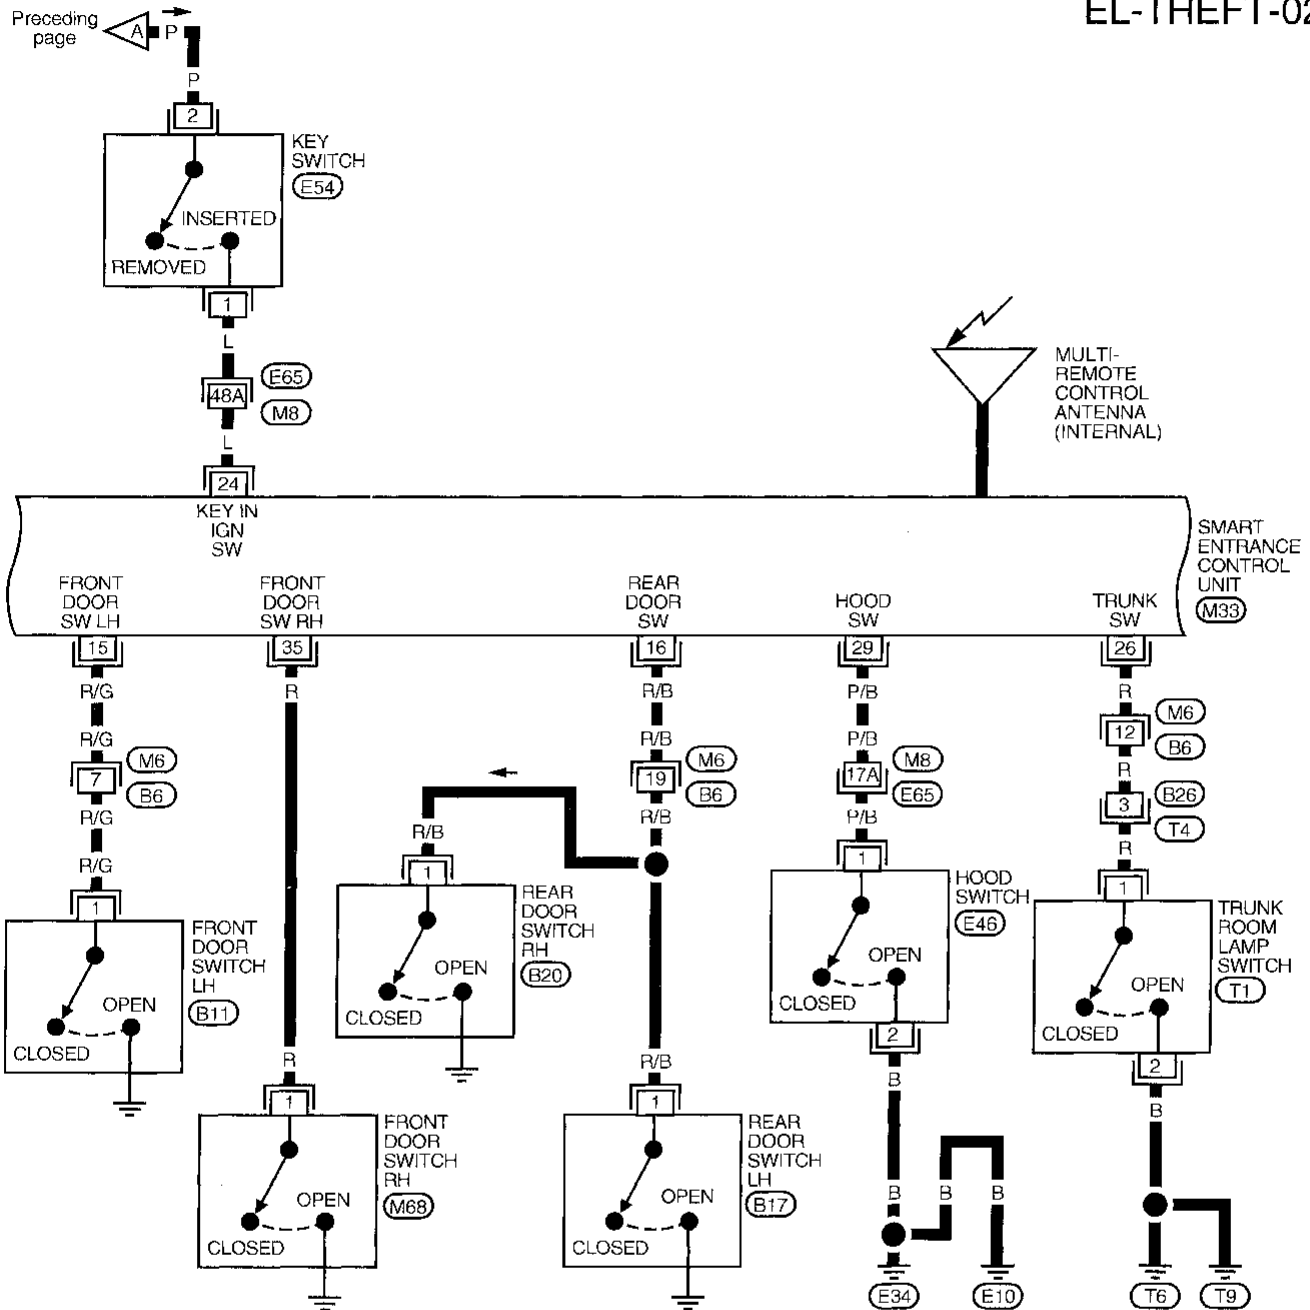 EL-THEFT-02
Preceding
page
A
P
P
2
KEY
SWITCH
E54
INSERTED
REMOVED
1
L
48A
E65
M8
L
24
MULTI-
REMOTE
CONTROL
ANTENNA
(INTERNAL)
KEY IN
IGN
SW
SMART
ENTRANCE
CONTROL
UNIT
M33
FRONT
DOOR
SW LH
FRONT
DOOR
SW RH
REAR
DOOR
SW
HOOD
SW
TRUNK
SW
15
35
16
29
26
R/G
R
R/B
P/B
R
R/G
R/B
P/B
M6
12
B6
7
M6
B6
19
M6
B6
17A
M8
E65
R
3
B26
T4
R/G
R/B
R/B
P/B
R
R/G
1
1
1
1
FRONT
DOOR
SWITCH
LH
B11
OPEN
CLOSED
REAR
DOOR
SWITCH
RH
B20
OPEN
CLOSED
HOOD
SWITCH
E46
OPEN
CLOSED
2
TRUNK
ROOM
LAMP
SWITCH
T1
OPEN
CLOSED
2
R
R/B
B
B
1
1
FRONT
DOOR
SWITCH
RH
M68
OPEN
CLOSED
REAR
DOOR
SWITCH
LH
B17
OPEN
CLOSED
B
B
B
E34
E10
T6
T9